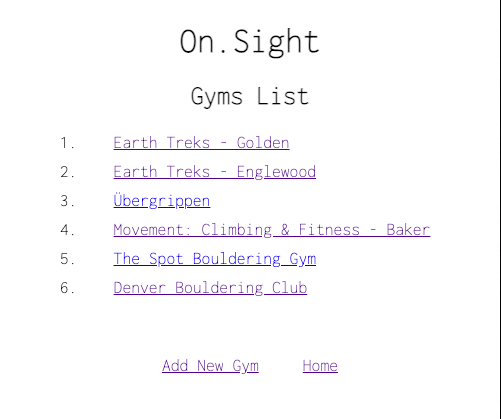 On.Sight
Gyms List
1. Earth Treks - Golden
2. Earth Treks - Englewood
3. Übergrippen
4. Movement: Climbing & Fitness - Baker
5. The Spot Bouldering Gym
6. Denver Bouldering Club
Add New Gym Home